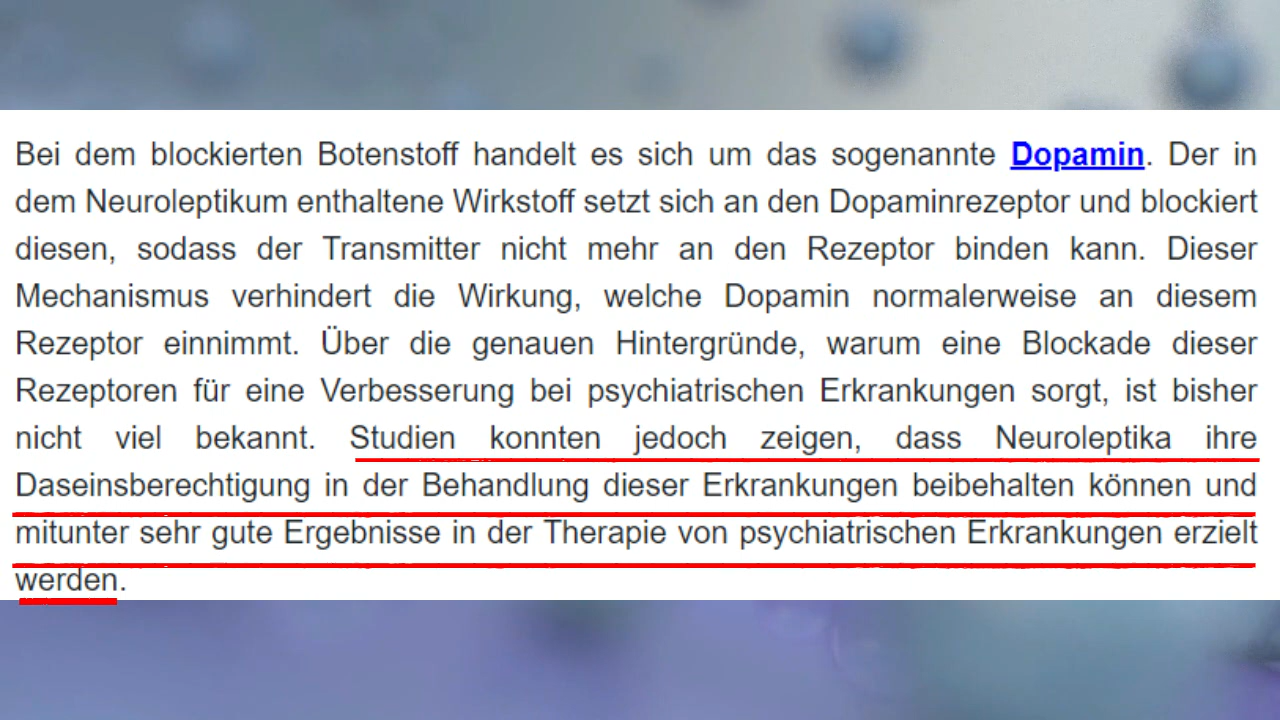 Bei dem blockierten Botenstoff handelt es sich um das sogenannte Dopamin. Der in
dem Neuroleptikum enthaltene Wirkstoff setzt sich an den Dopaminrezeptor und blockiert
diesen, sodass der Transmitter nicht mehr an den Rezeptor binden kann. Dieser
Mechanismus verhindert die Wirkung, welche Dopamin normalerweise an diesem
Rezeptor einnimmt. Über die genauen Hintergründe, warum eine Blockade dieser
Rezeptoren für eine Verbesserung bei psychiatrischen Erkrankungen sorgt, ist bisher
nicht viel bekannt. Studien konnten jedoch zeigen, dass Neuroleptika ihre
Daseinsberechtigung in der Behandlung dieser Erkrankungen beibehalten können und
mitunter sehr gute Ergebnisse in der Therapie von psychiatrischen Erkrankungen erzielt
werden.